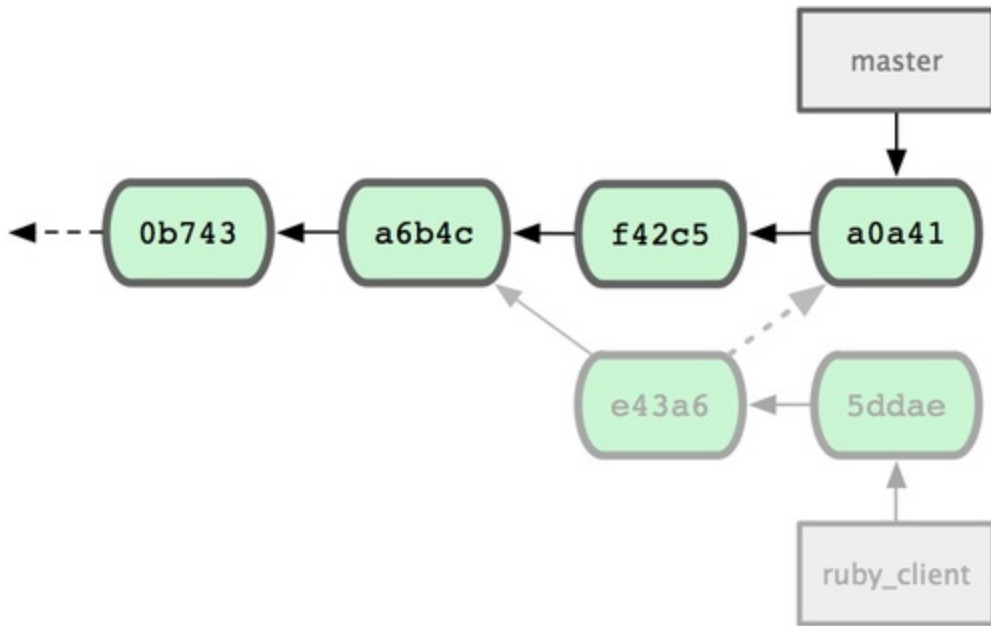 master
0b743
a6b4c
f42c5
a0a41
e43a6
5ddae
ruby_client